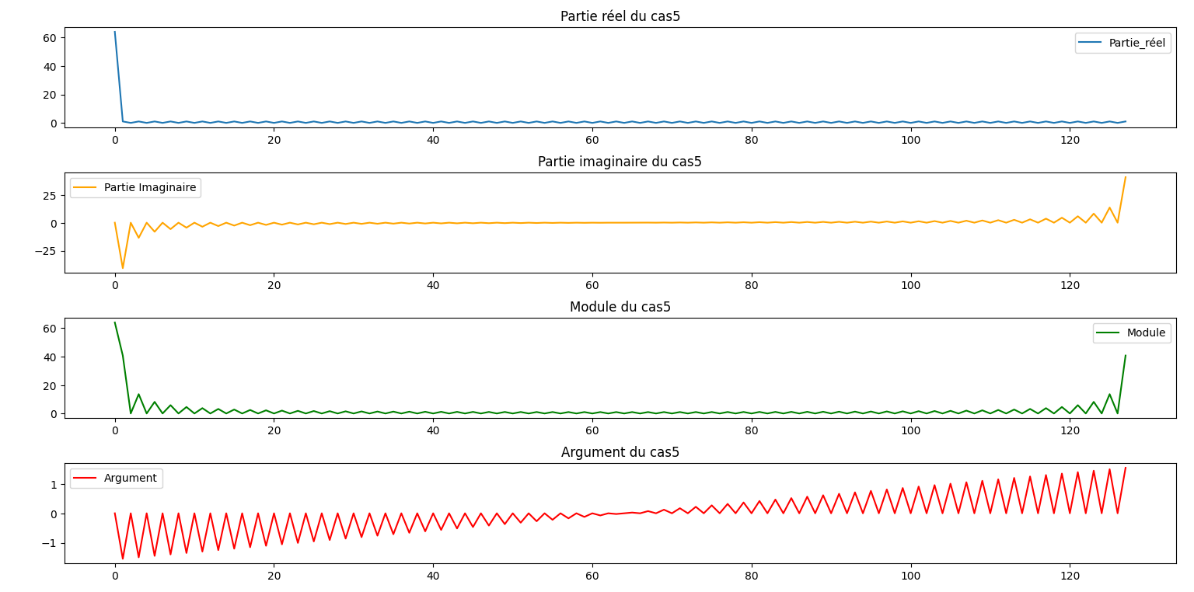 Partie réel du cas5
60
40
20
0
Partie_réel
0 20 40 60 80 100 120
Partie imaginaire du cas5
25
0
−25
Partie Imaginaire
0 20 40 60 80 100 120
Module du cas5
60
40
20
0
Module
0 20 40 60 80 100 120
Argument du cas5
1
0
−1
Argument
0 20 40 60 80 100 120